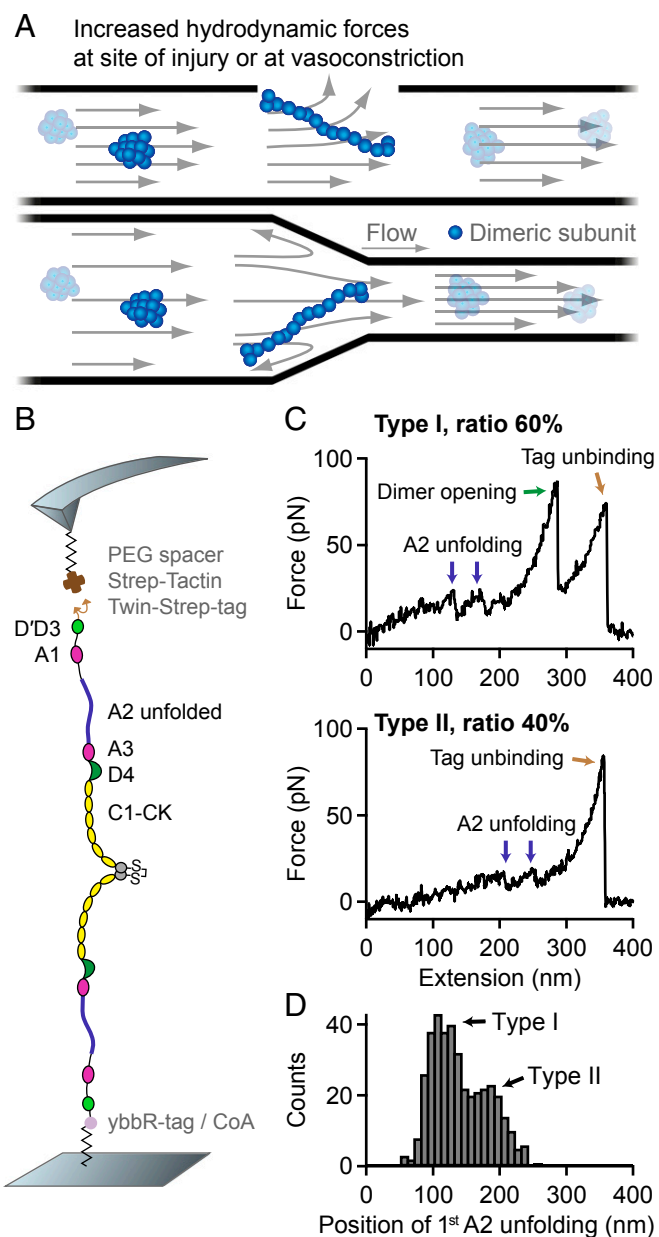 A
Increased hydrodynamic forces
at site of injury or at vasoconstriction
Flow
Dimeric subunit
B
PEG spacer
Strep-Tactin
Twin-Strep-tag
D′D3
A1
A2 unfolded
A3
D4
C1-CK
S
S
ybbR-tag / CoA
C
Type I, ratio 60%
Tag unbinding
Dimer opening
A2 unfolding
Force (pN)
100
50
0
0 100 200 300 400
Type II, ratio 40%
Tag unbinding
A2 unfolding
Force (pN)
100
50
0
0 100 200 300 400
Extension (nm)
D
Type I
Type II
Counts
40
20
0
0 100 200 300 400
Position of 1st A2 unfolding (nm)